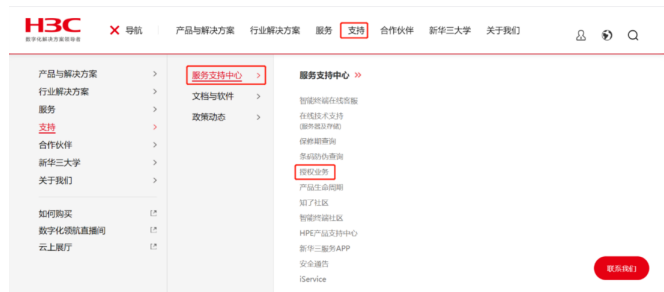 H3C
数字化解决方案领导者
导航
产品与解决方案 行业解决方案 服务 支持 合作伙伴 新华三大学 关于我们
产品与解决方案
行业解决方案
服务
支持
合作伙伴
新华三大学
关于我们
如何购买
数字化领航直播间
云上展厅
服务支持中心
文档与软件
政策动态
服务支持中心
智能终端在线客服
在线技术支持
(服务器及存储)
保修期查询
条码防伪查询
授权业务
产品生命周期
知了社区
智能终端社区
HPE产品支持中心
新华三服务APP
安全通告
iService
联系我们